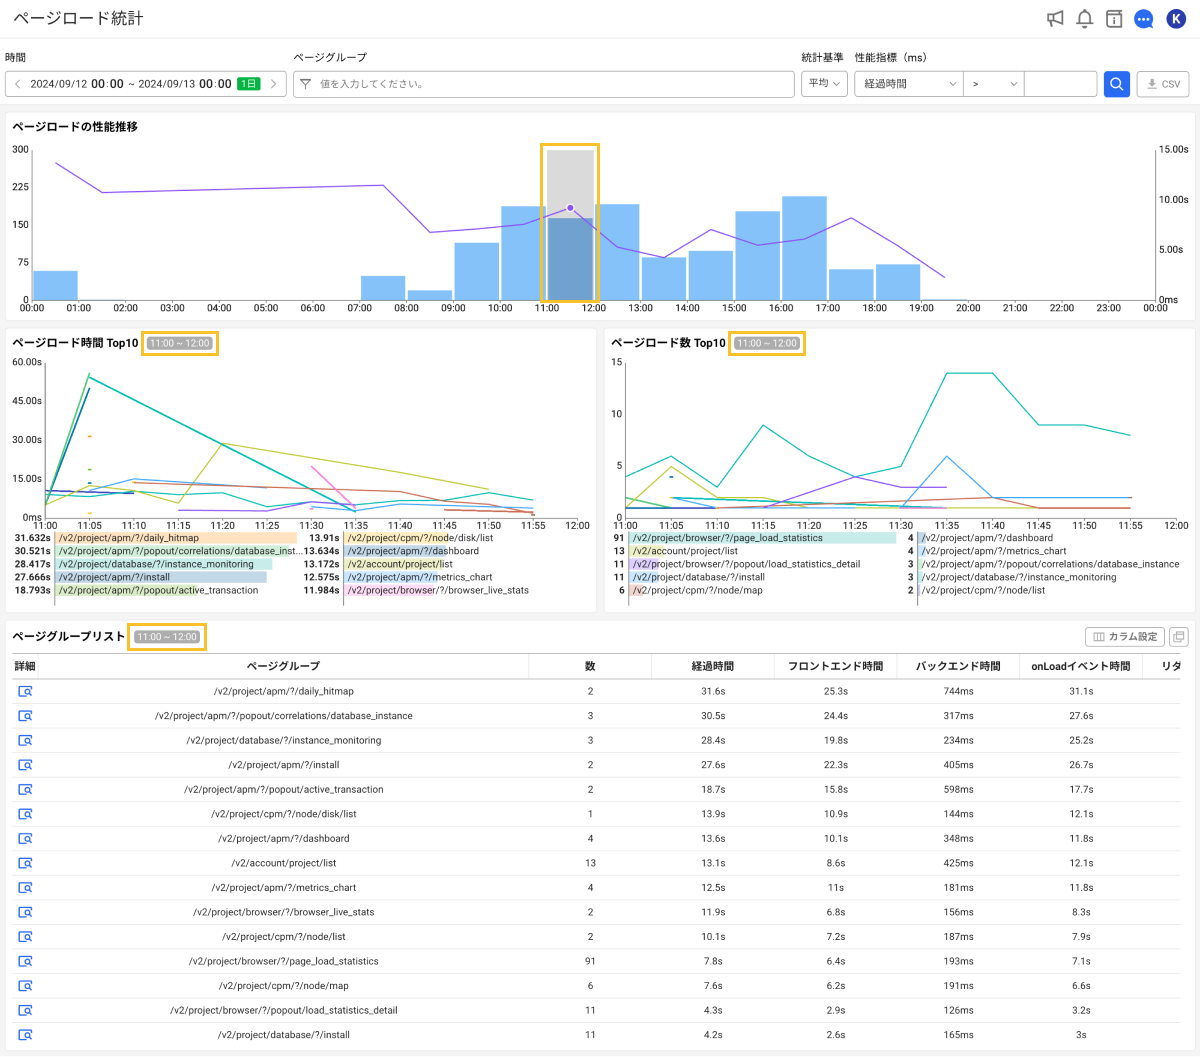 ページロード統計
K
時間
ページグループ
統計基準
性能指標（ms）
2024/09/12 00:00 ~ 2024/09/13 00:00 1日
値を入力してください。
平均
経過時間
>
CSV
ページロードの性能推移
300
225
150
75
0
15.00s
10.00s
5.00s
0ms
00:00 01:00 02:00 03:00 04:00 05:00 06:00 07:00 08:00 09:00 10:00 11:00 12:00 13:00 14:00 15:00 16:00 17:00 18:00 19:00 20:00 21:00 22:00 23:00 00:00
ページロード時間 Top10 11:00 ~ 12:00
60.00s
45.00s
30.00s
15.00s
0ms
11:00 11:05 11:10 11:15 11:20 11:25 11:30 11:35 11:40 11:45 11:50 11:55 12:00
31.632s /v2/project/apm/?/daily_hitmap
30.521s /v2/project/apm/?/popout/correlations/database_inst...
28.417s /v2/project/database/?/instance_monitoring
27.666s /v2/project/apm/?/install
18.793s /v2/project/apm/?/popout/active_transaction
13.91s /v2/project/cpm/?/node/disk/list
13.634s /v2/project/apm/?/dashboard
13.172s /v2/account/project/list
12.575s /v2/project/apm/?/metrics_chart
11.984s /v2/project/browser/?/browser_live_stats
ページロード数 Top10 11:00 ~ 12:00
15
10
5
0
11:00 11:05 11:10 11:15 11:20 11:25 11:30 11:35 11:40 11:45 11:50 11:55 12:00
91 /v2/project/browser/?/page_load_statistics
13 /v2/account/project/list
11 /v2/project/browser/?/popout/load_statistics_detail
11 /v2/project/database/?/install
6 /v2/project/cpm/?/node/map
4 /v2/project/apm/?/dashboard
4 /v2/project/apm/?/metrics_chart
3 /v2/project/apm/?/popout/correlations/database_instance
3 /v2/project/database/?/instance_monitoring
2 /v2/project/cpm/?/node/list
ページグループリスト 11:00 ~ 12:00
カラム設定
詳細 ページグループ 数 経過時間 フロントエンド時間 バックエンド時間 onLoadイベント時間 リダ
/v2/project/apm/?/daily_hitmap 2 31.6s 25.3s 744ms 31.1s
/v2/project/apm/?/popout/correlations/database_instance 3 30.5s 24.4s 317ms 27.6s
/v2/project/database/?/instance_monitoring 3 28.4s 19.8s 234ms 25.2s
/v2/project/apm/?/install 2 27.6s 22.3s 405ms 26.7s
/v2/project/apm/?/popout/active_transaction 2 18.7s 15.8s 598ms 17.7s
/v2/project/cpm/?/node/disk/list 1 13.9s 10.9s 144ms 12.1s
/v2/project/apm/?/dashboard 4 13.6s 10.1s 348ms 11.8s
/v2/account/project/list 13 13.1s 8.6s 425ms 12.1s
/v2/project/apm/?/metrics_chart 4 12.5s 11s 181ms 11.8s
/v2/project/browser/?/browser_live_stats 2 11.9s 6.8s 156ms 8.3s
/v2/project/cpm/?/node/list 2 10.1s 7.2s 187ms 7.9s
/v2/project/browser/?/page_load_statistics 91 7.8s 6.4s 193ms 7.1s
/v2/project/cpm/?/node/map 6 7.6s 6.2s 191ms 6.6s
/v2/project/browser/?/popout/load_statistics_detail 11 4.3s 2.9s 126ms 3.2s
/v2/project/database/?/install 11 4.2s 2.6s 165ms 3s